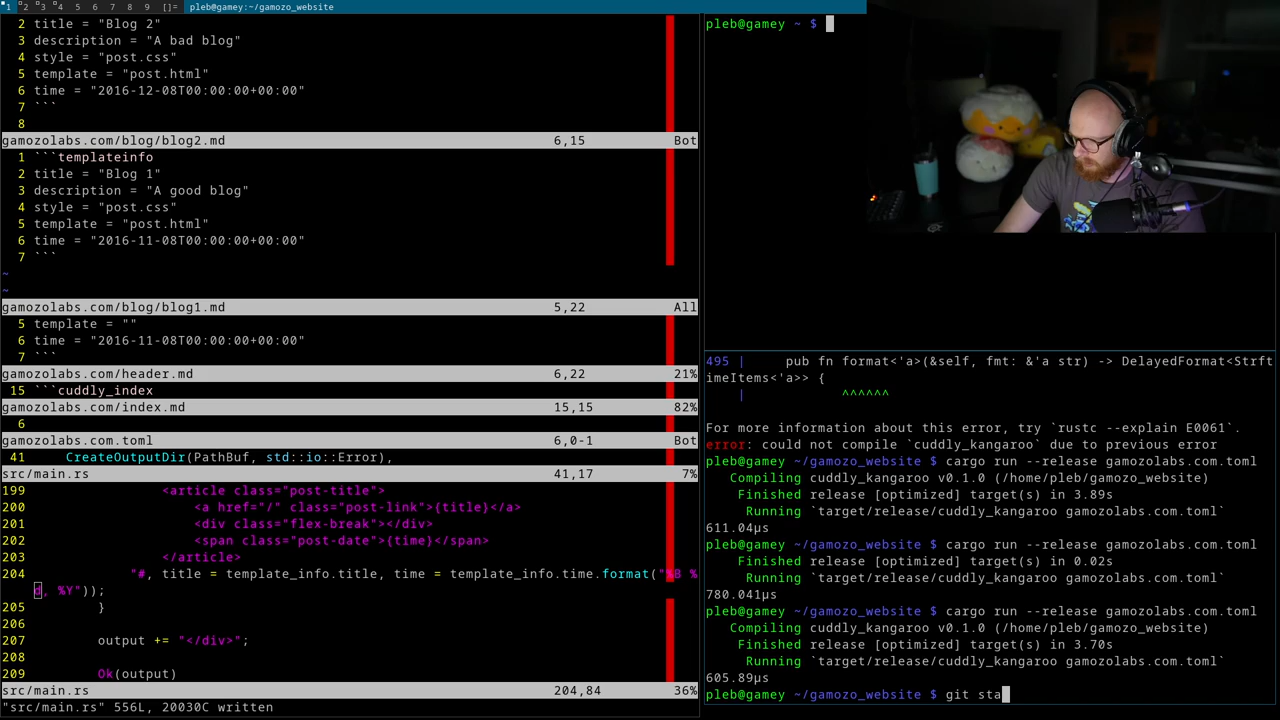 1 2 3 4 5 6 7 8 9 []= pleb@gamey:~/gamozo_website
2 title = "Blog 2"
3 description = "A bad blog"
4 style = "post.css"
5 template = "post.html"
6 time = "2016-12-08T00:00:00+00:00"
7 ```
8
gamozolabs.com/blog/blog2.md 6,15 Bot
1 ```templateinfo
2 title = "Blog 1"
3 description = "A good blog"
4 style = "post.css"
5 template = "post.html"
6 time = "2016-11-08T00:00:00+00:00"
7 ```
~
~
gamozolabs.com/blog/blog1.md 5,22 All
5 template = ""
6 time = "2016-11-08T00:00:00+00:00"
7 ```
gamozolabs.com/header.md 6,22 21%
15 ```cuddly_index
gamozolabs.com/index.md 15,15 82%
6
gamozolabs.com.toml 6,0-1 Bot
41 CreateOutputDir(PathBuf, std::io::Error),
src/main.rs 41,17 7%
199 <article class="post-title">
200 <a href="/" class="post-link">{title}</a>
201 <div class="flex-break"></div>
202 <span class="post-date">{time}</span>
203 </article>
204 "#, title = template_info.title, time = template_info.time.format("%B %
d, %Y"));
205 }
206
207 output += "</div>";
208
209 Ok(output)
src/main.rs 204,84 36%
"src/main.rs" 556L, 20030C written
pleb@gamey ~ $
495 | pub fn format<'a>(&self, fmt: &'a str) -> DelayedFormat<Strft
imeItems<'a>> {
| ^^^^^^
For more information about this error, try `rustc --explain E0061`.
error: could not compile `cuddly_kangaroo` due to previous error
pleb@gamey ~/gamozo_website $ cargo run --release gamozolabs.com.toml
Compiling cuddly_kangaroo v0.1.0 (/home/pleb/gamozo_website)
Finished release [optimized] target(s) in 3.89s
Running `target/release/cuddly_kangaroo gamozolabs.com.toml`
611.04µs
pleb@gamey ~/gamozo_website $ cargo run --release gamozolabs.com.toml
Finished release [optimized] target(s) in 0.02s
Running `target/release/cuddly_kangaroo gamozolabs.com.toml`
780.041µs
pleb@gamey ~/gamozo_website $ cargo run --release gamozolabs.com.toml
Compiling cuddly_kangaroo v0.1.0 (/home/pleb/gamozo_website)
Finished release [optimized] target(s) in 3.70s
Running `target/release/cuddly_kangaroo gamozolabs.com.toml`
605.89µs
pleb@gamey ~/gamozo_website $ git sta